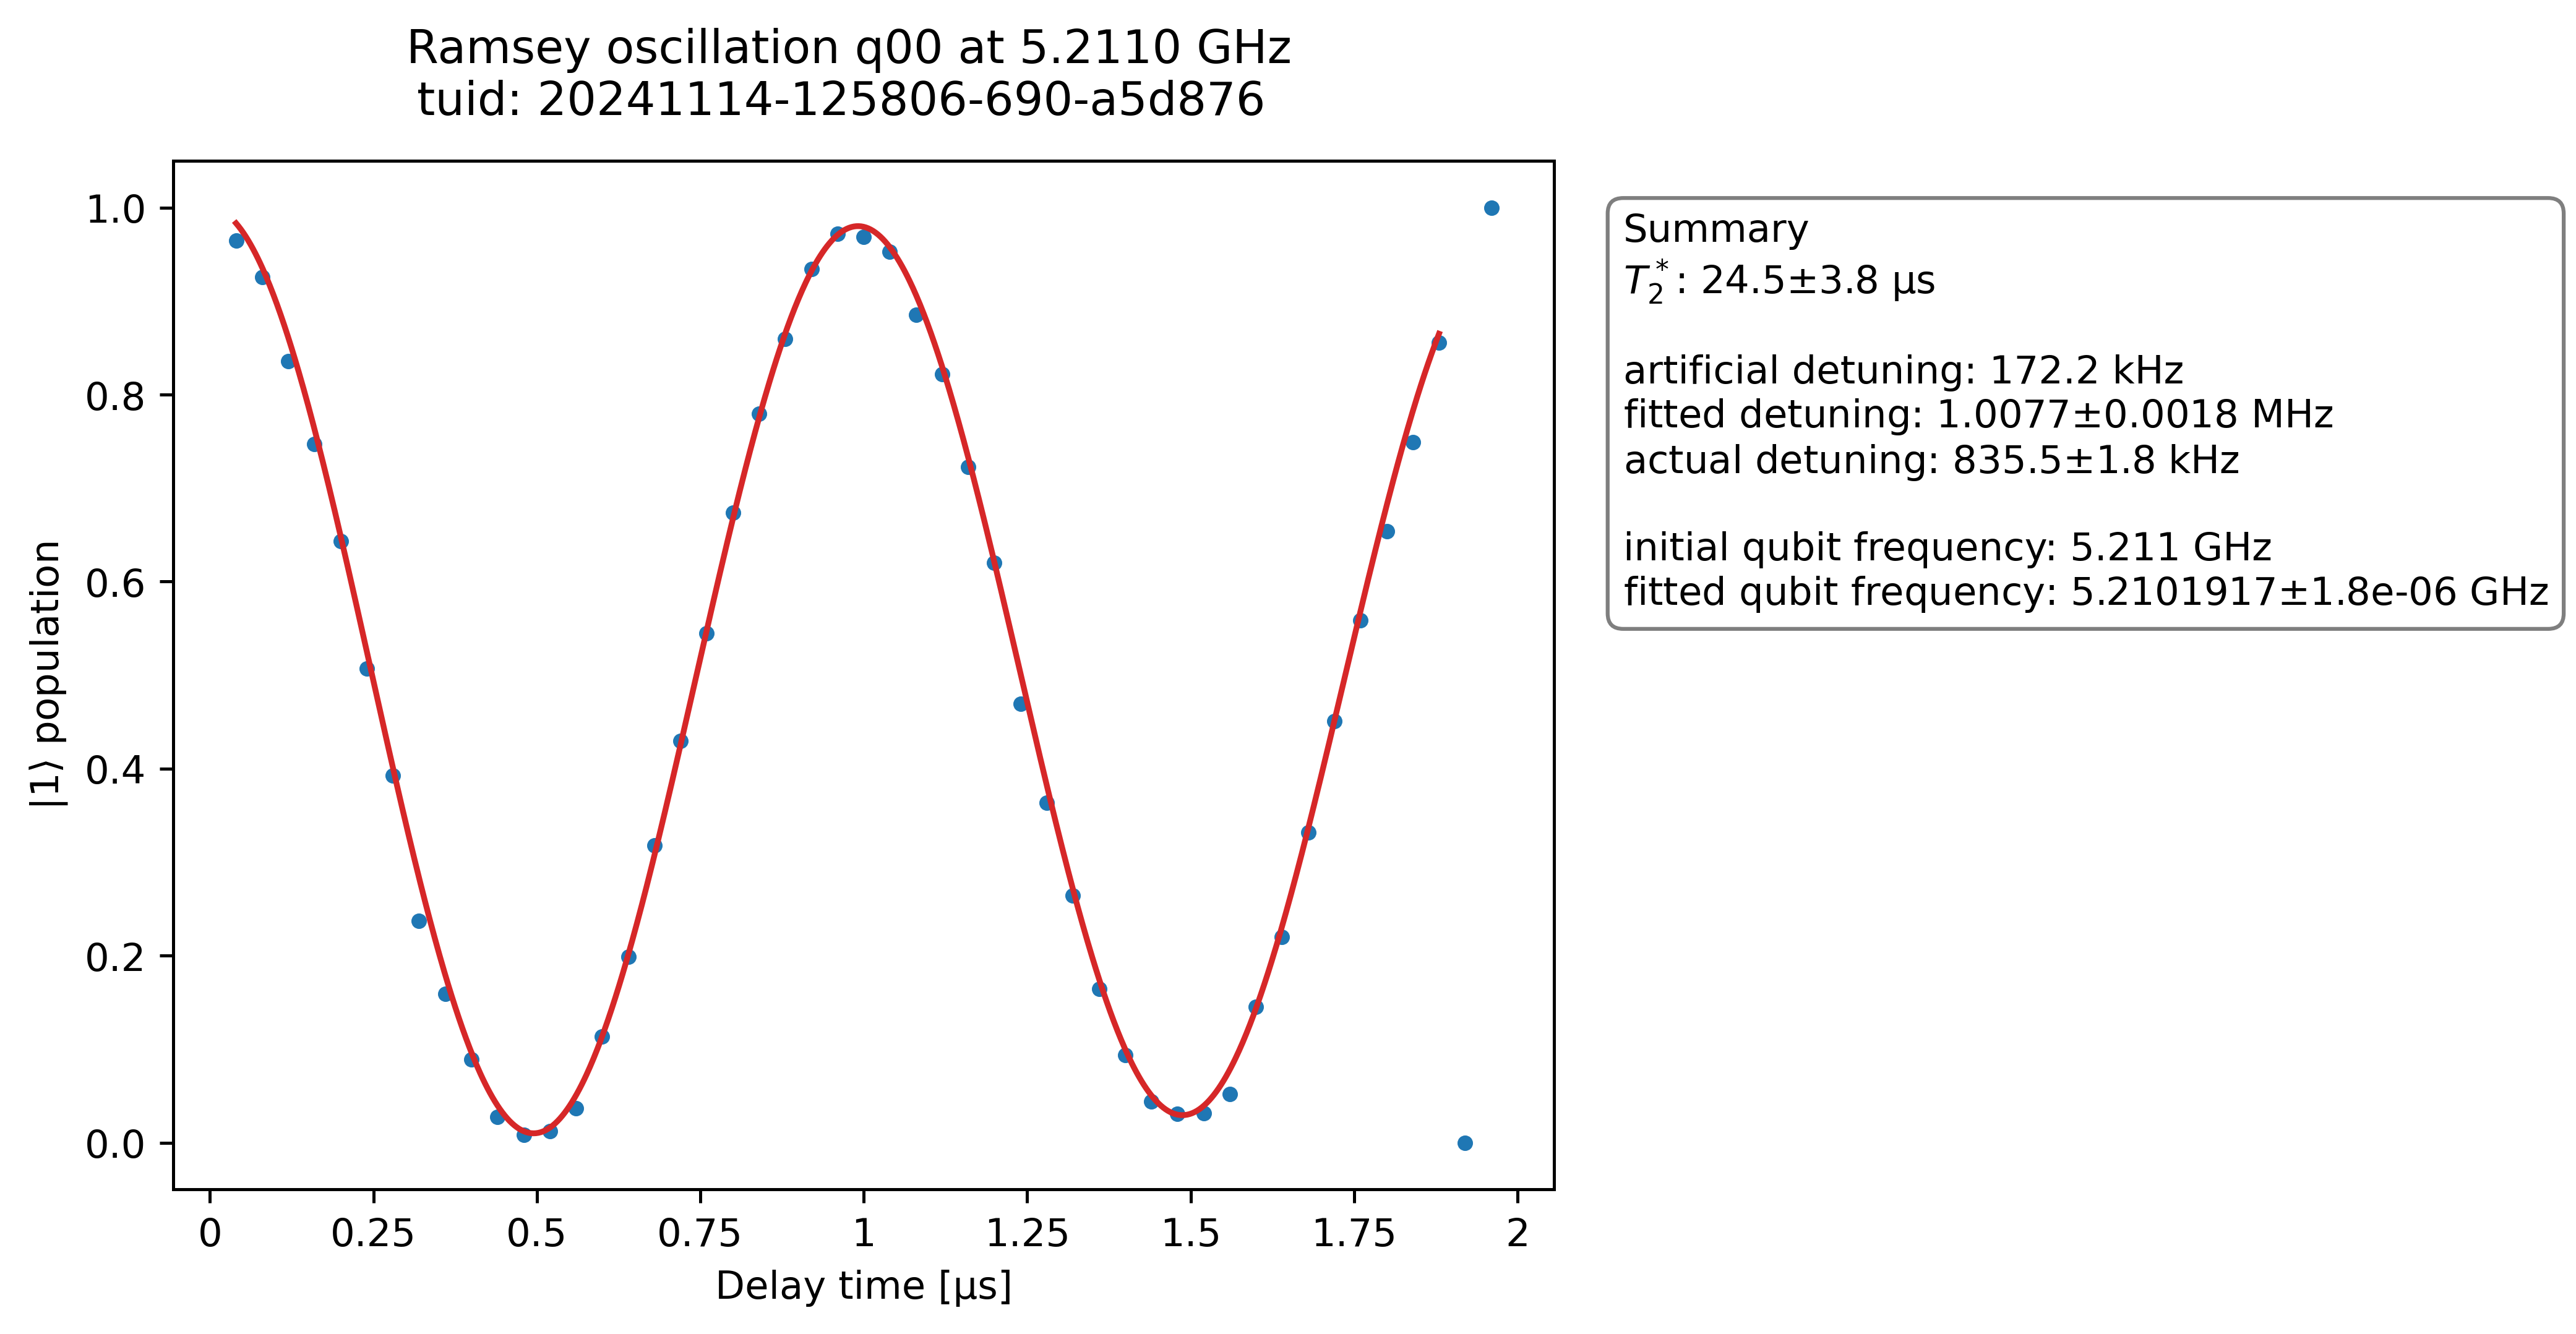 Ramsey oscillation q00 at 5.2110 GHz
tuid: 20241114-125806-690-a5d876
|1⟩ population
1.0
0.8
0.6
0.4
0.2
0.0
0 0.25 0.5 0.75 1 1.25 1.5 1.75 2
Delay time [µs]
Summary
T₂*: 24.5±3.8 µs
artificial detuning: 172.2 kHz
fitted detuning: 1.0077±0.0018 MHz
actual detuning: 835.5±1.8 kHz
initial qubit frequency: 5.211 GHz
fitted qubit frequency: 5.2101917±1.8e-06 GHz